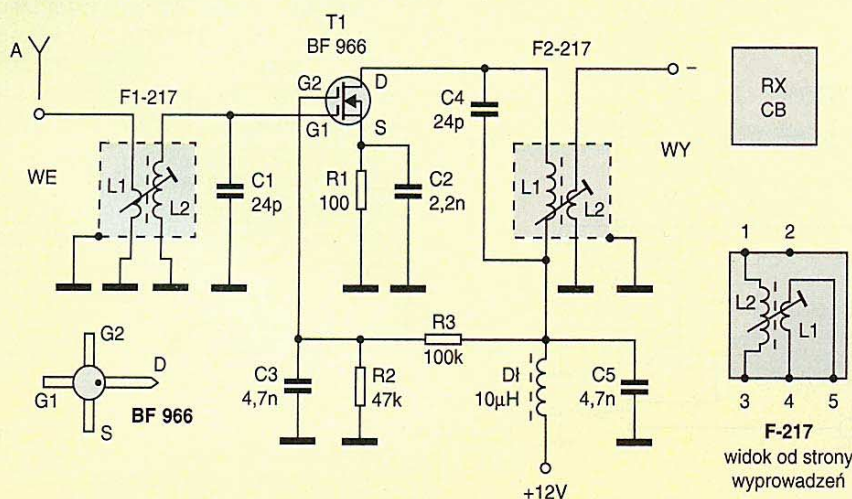 T1
BF 966
A
F1-217
G2
D
G1
S
F2-217
–
C4
24p
RX
CB
WE
L1
L2
C1
24p
R1
100
C2
2,2n
L1
L2
WY
1 2
L2
L1
3 4 5
F-217
widok od strony
wyprowadzeń
G2
D
G1
S
BF 966
C3
4,7n
R2
47k
R3
100k
Dł
10µH
C5
4,7n
+12V